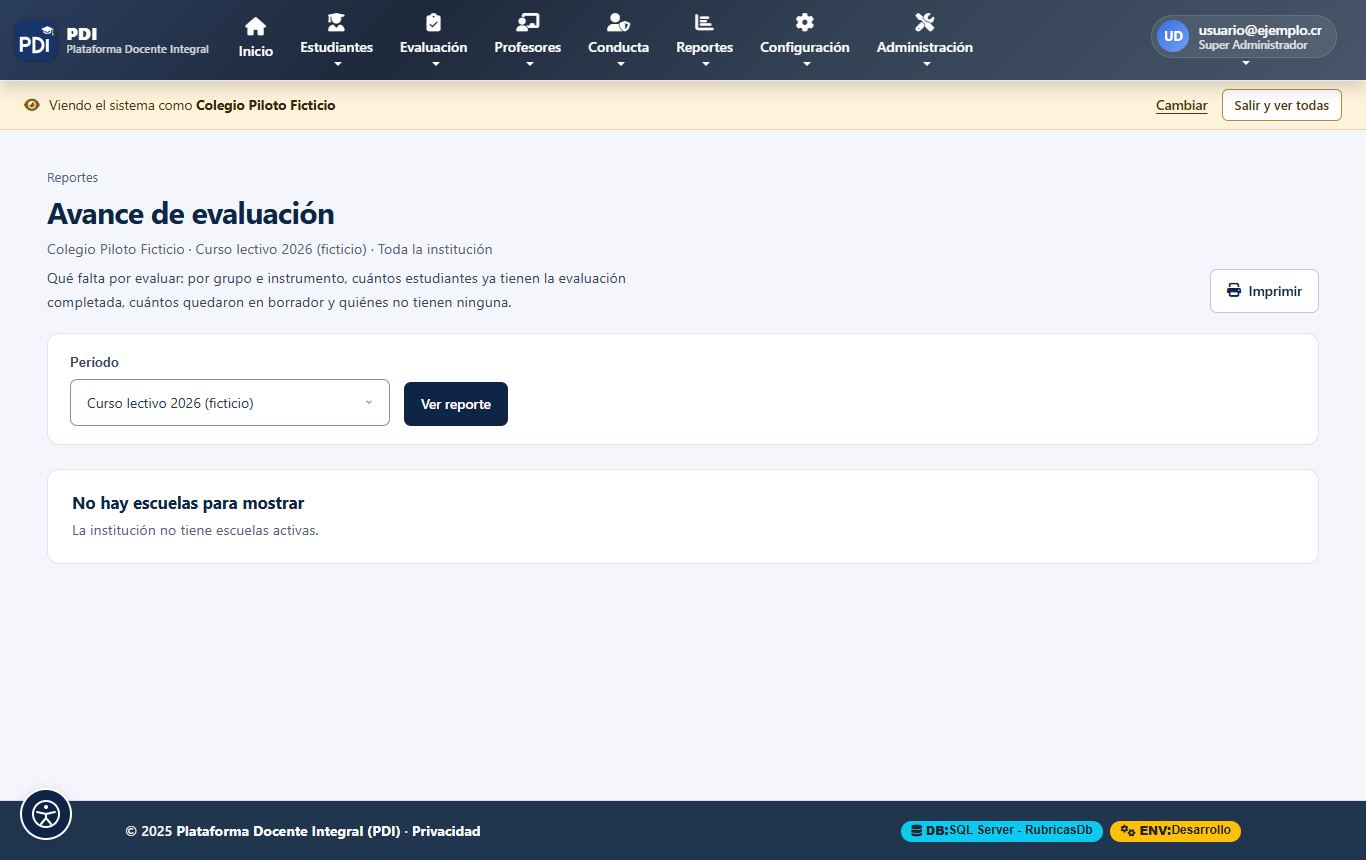 PDI
PDI
Plataforma Docente Integral
Inicio
Estudiantes
Evaluación
Profesores
Conducta
Reportes
Configuración
Administración
UD
usuario@ejemplo.cr
Super Administrador
Viendo el sistema como Colegio Piloto Ficticio
Cambiar
Salir y ver todas
Reportes
Avance de evaluación
Colegio Piloto Ficticio · Curso lectivo 2026 (ficticio) · Toda la institución
Qué falta por evaluar: por grupo e instrumento, cuántos estudiantes ya tienen la evaluación
completada, cuántos quedaron en borrador y quiénes no tienen ninguna.
Imprimir
Período
Curso lectivo 2026 (ficticio)
Ver reporte
No hay escuelas para mostrar
La institución no tiene escuelas activas.
© 2025 Plataforma Docente Integral (PDI) · Privacidad
DB:SQL Server - RubricasDb
ENV:Desarrollo